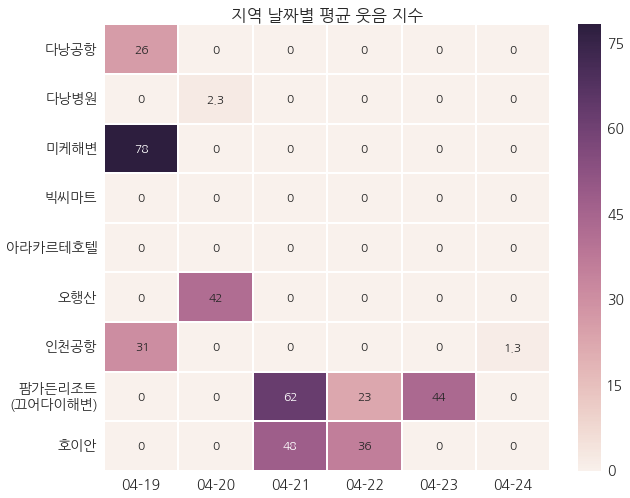 지역 날짜별 평균 웃음 지수
다낭공항 26 0 0 0 0 0
다낭병원 0 2.3 0 0 0 0
미케해변 78 0 0 0 0 0
빅씨마트 0 0 0 0 0 0
아라카르테호텔 0 0 0 0 0 0
오행산 0 42 0 0 0 0
인천공항 31 0 0 0 0 1.3
팜가든리조트
(끄어다이해변) 0 0 62 23 44 0
호이안 0 0 48 36 0 0
04-19 04-20 04-21 04-22 04-23 04-24
75
60
45
30
15
0